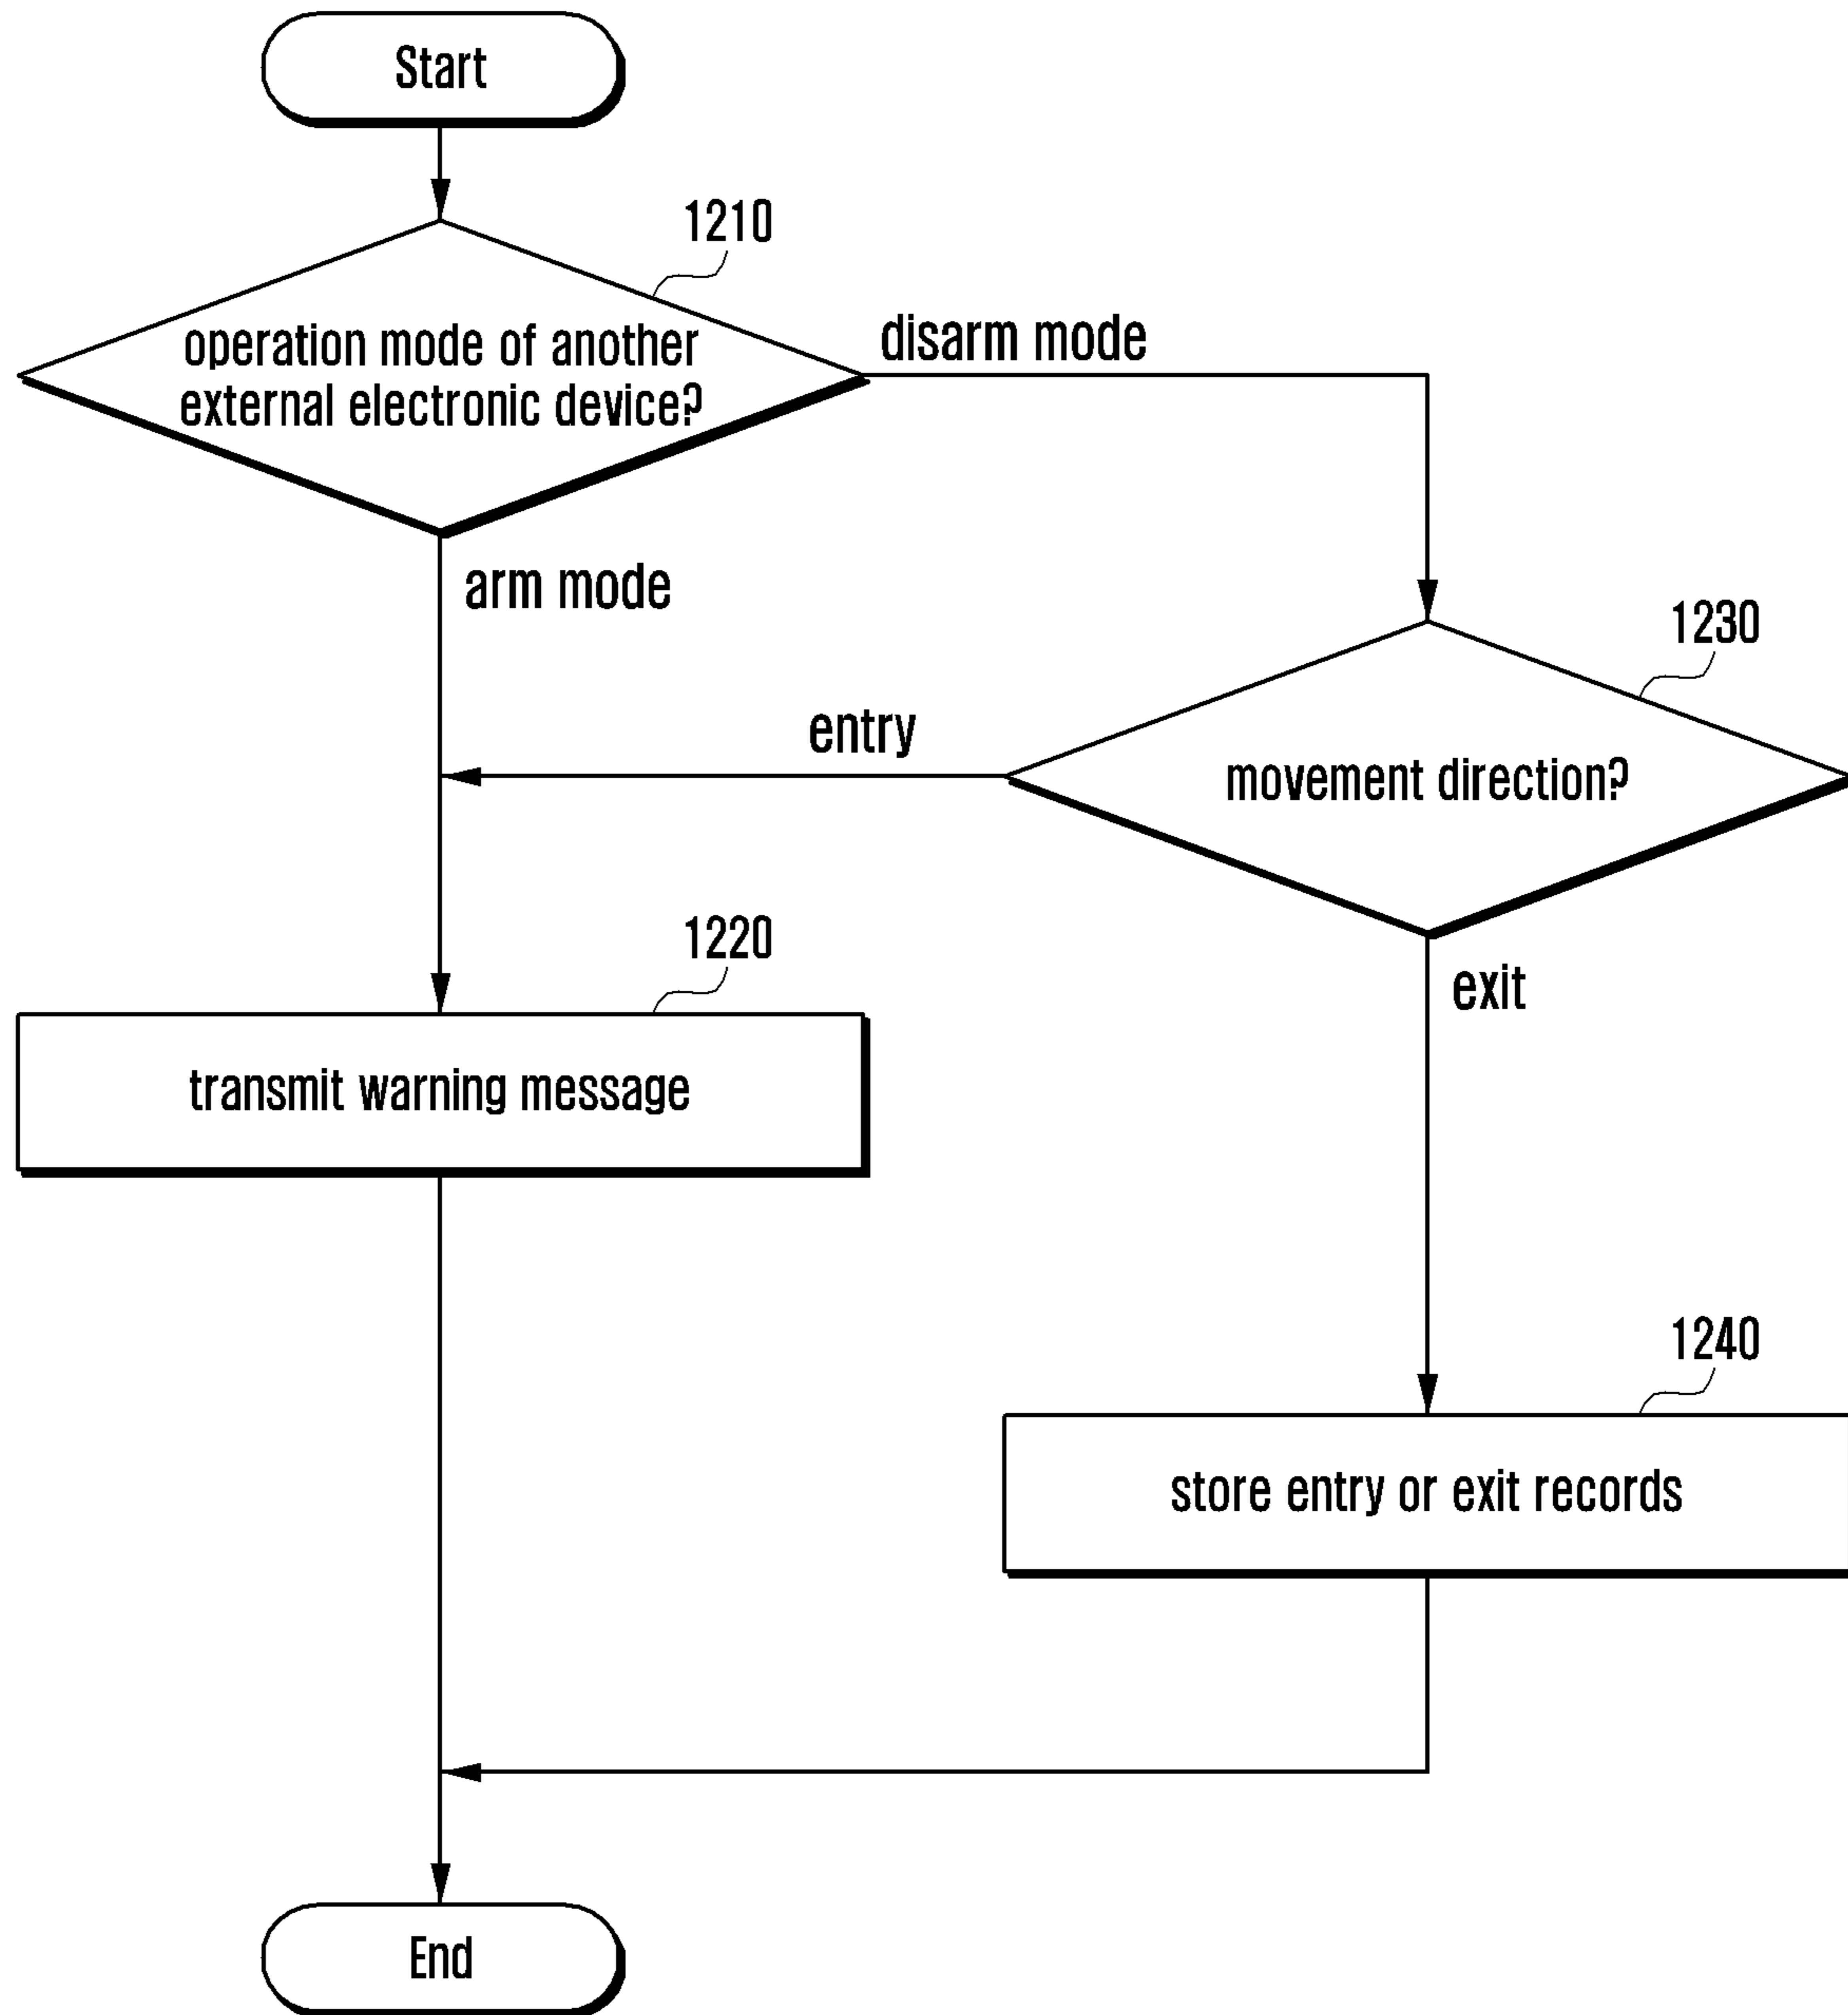 Start
1210
operation mode of another
external electronic device?
disarm mode
arm mode
1230
movement direction?
entry
exit
1220
transmit warning message
1240
store entry or exit records
End